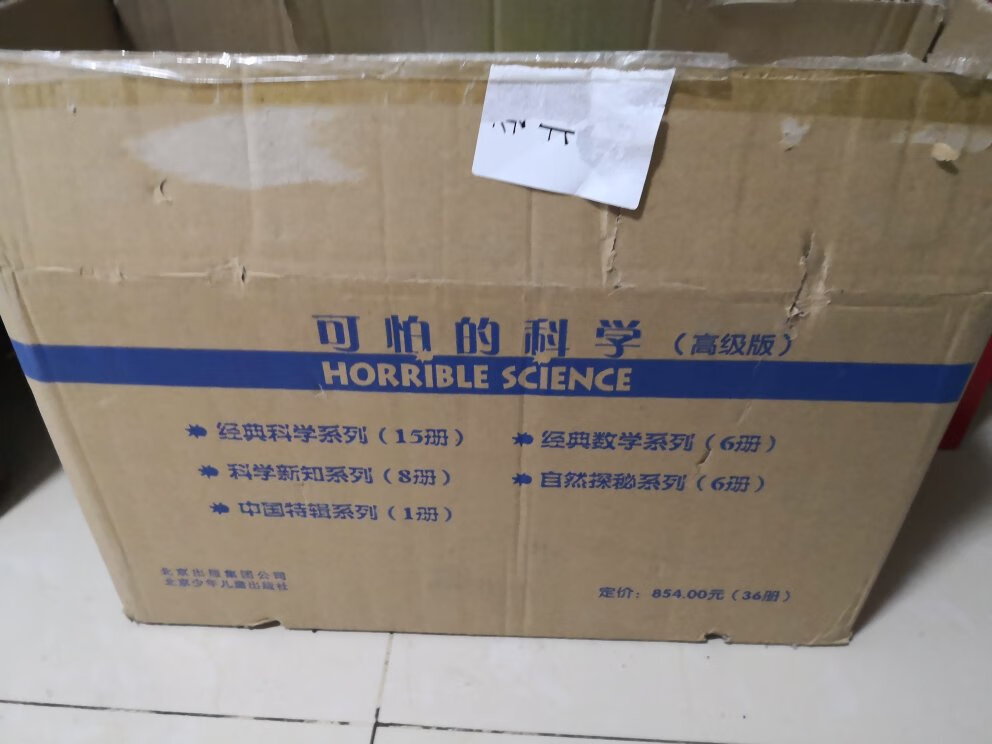 可怕的科学（高级版）
HORRIBLE SCIENCE
经典科学系列（15册）
经典数学系列（6册）
科学新知系列（8册）
自然探秘系列（6册）
中国特辑系列（1册）
北京出版集团公司
北京少年儿童出版社
定价：854.00元（36册）